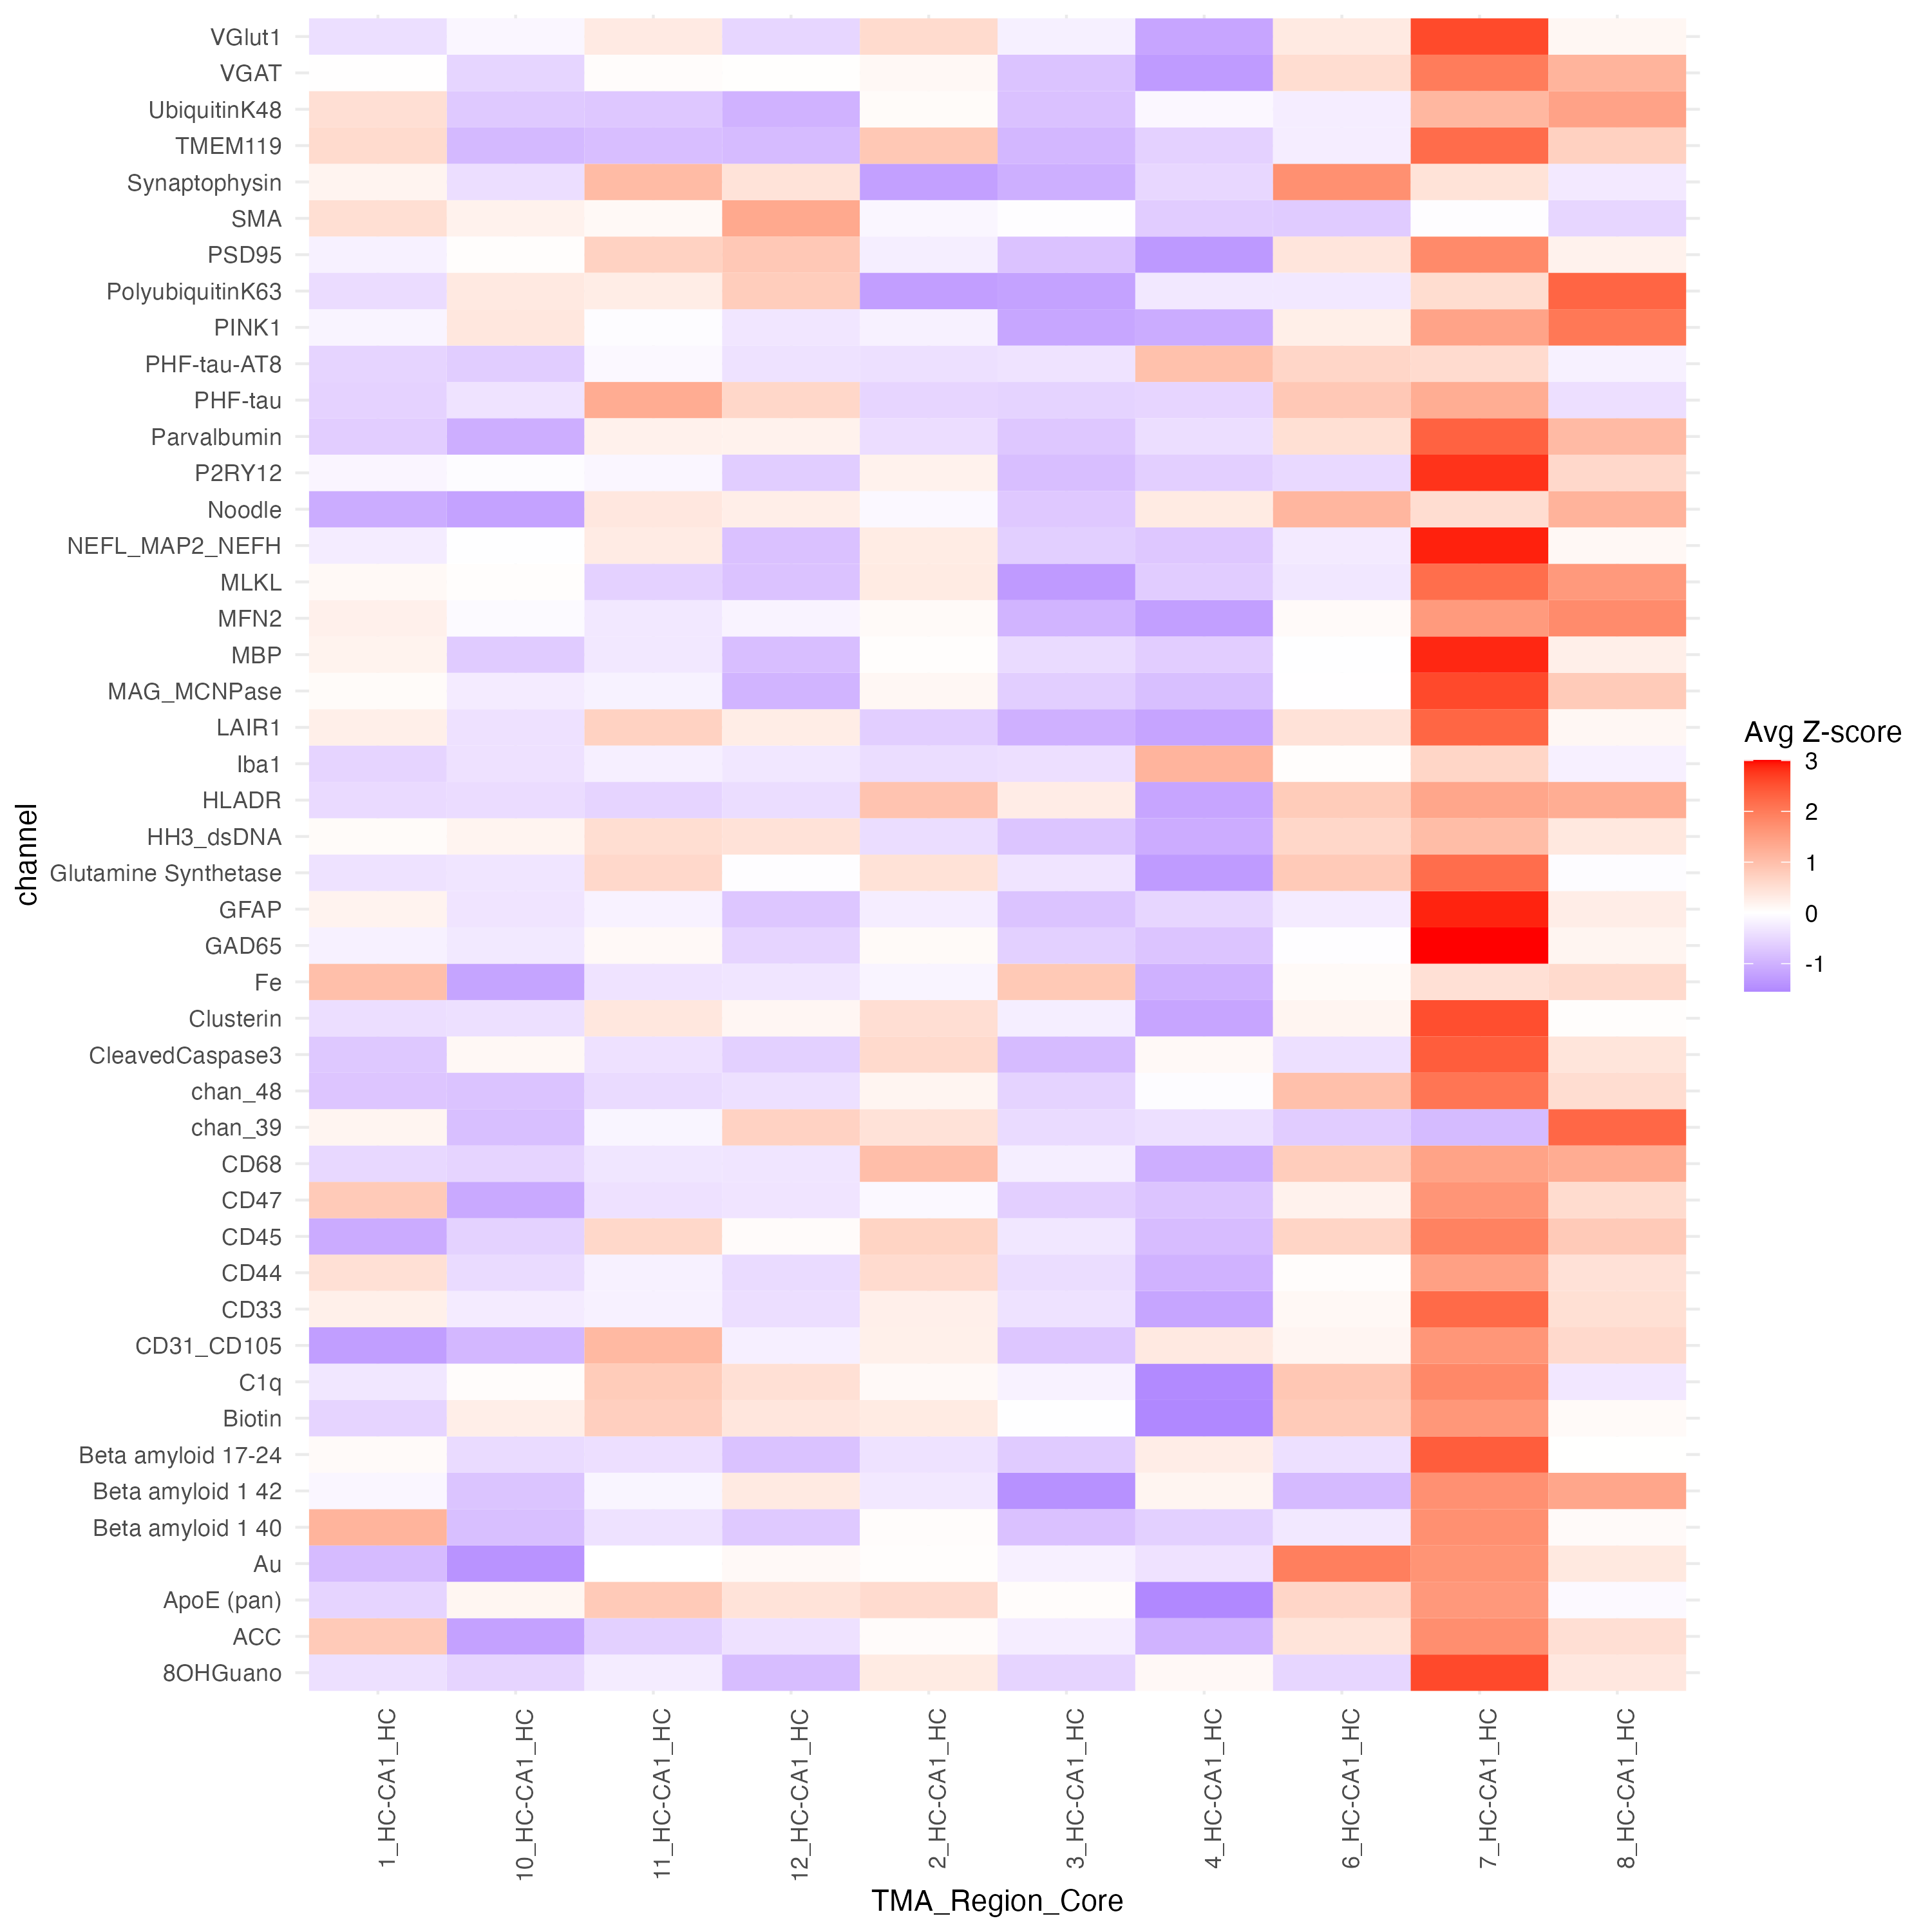 VGlut1
VGAT
UbiquitinK48
TMEM119
Synaptophysin
SMA
PSD95
PolyubiquitinK63
PINK1
PHF-tau-AT8
PHF-tau
Parvalbumin
P2RY12
Noodle
NEFL_MAP2_NEFH
MLKL
MFN2
MBP
MAG_MCNPase
LAIR1
Iba1
HLADR
HH3_dsDNA
Glutamine Synthetase
GFAP
GAD65
Fe
Clusterin
CleavedCaspase3
chan_48
chan_39
CD68
CD47
CD45
CD44
CD33
CD31_CD105
C1q
Biotin
Beta amyloid 17-24
Beta amyloid 1 42
Beta amyloid 1 40
Au
ApoE (pan)
ACC
8OHGuano
channel
1_HC-CA1_HC
10_HC-CA1_HC
11_HC-CA1_HC
12_HC-CA1_HC
2_HC-CA1_HC
3_HC-CA1_HC
4_HC-CA1_HC
6_HC-CA1_HC
7_HC-CA1_HC
8_HC-CA1_HC
TMA_Region_Core
Avg Z-score
3
2
1
0
-1